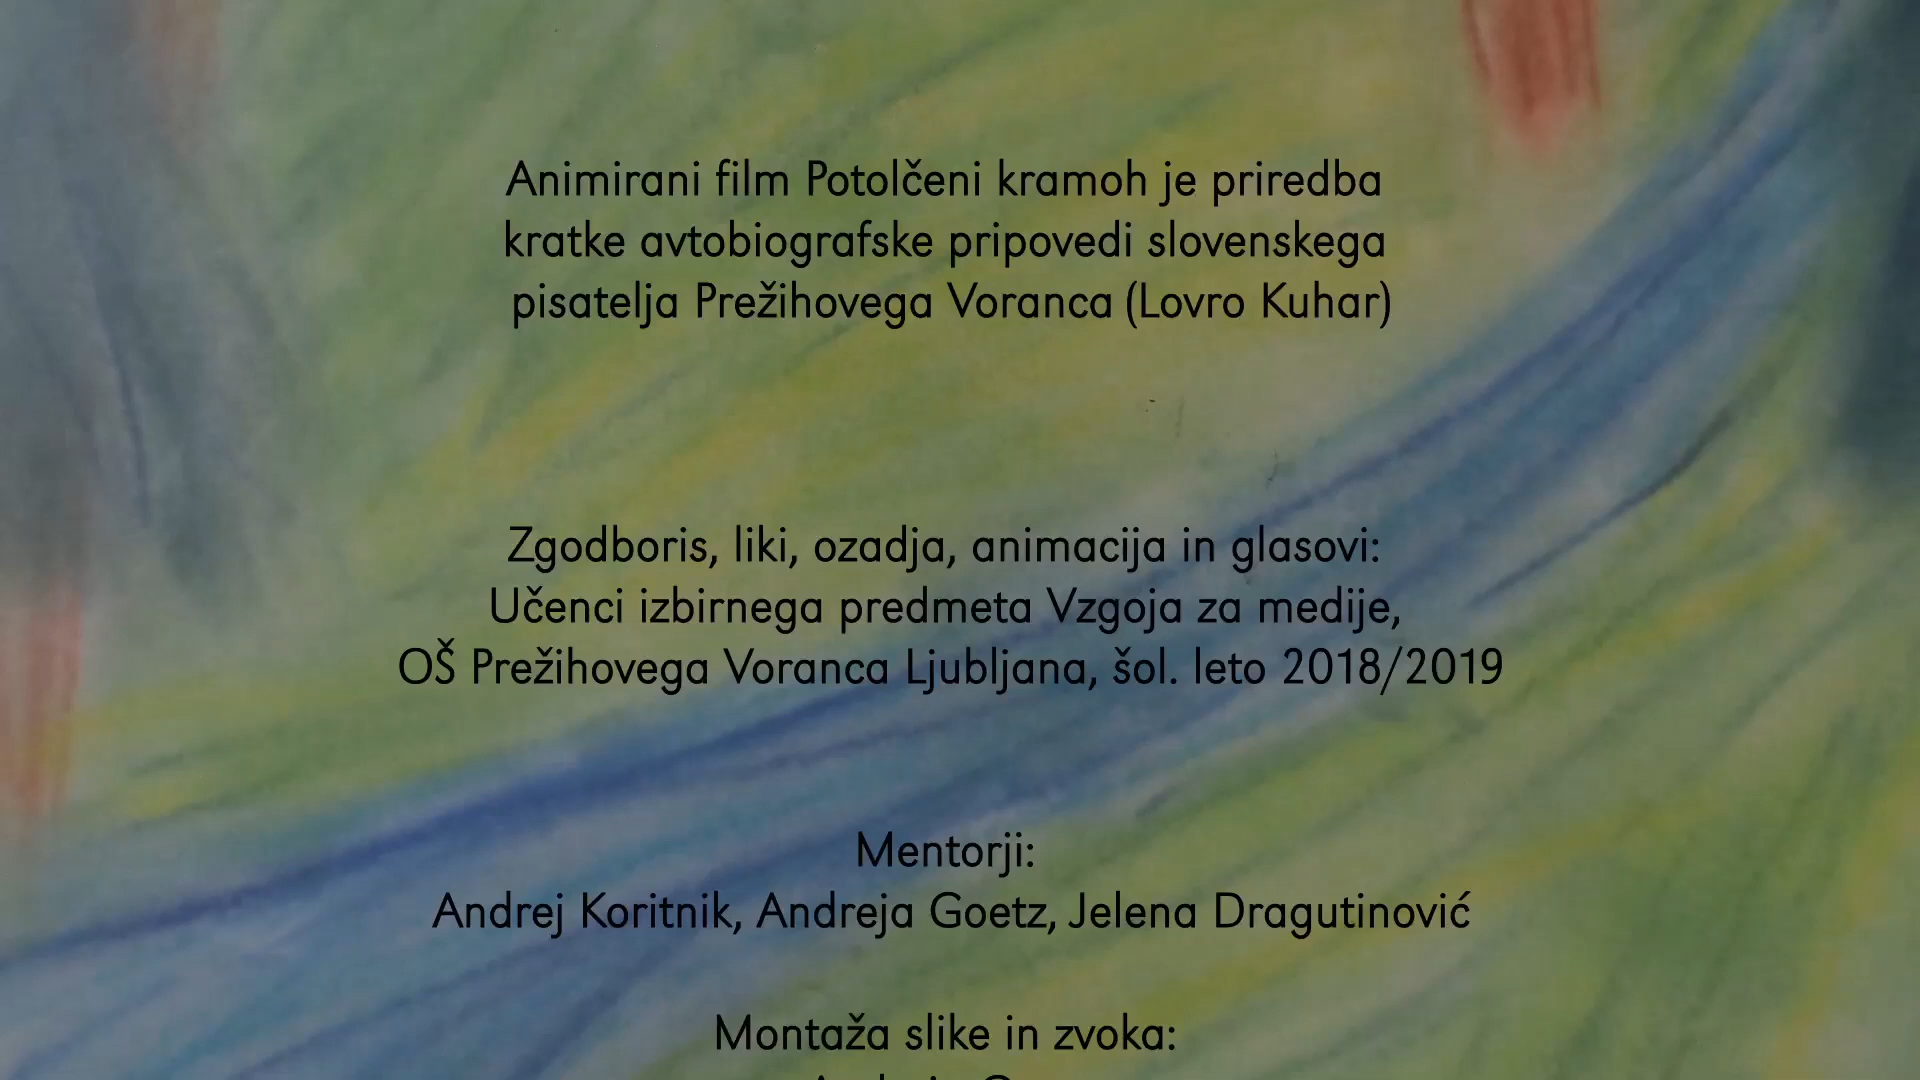 Animirani film Potolčeni kramoh je priredba
kratke avtobiografske pripovedi slovenskega
pisatelja Prežihovega Voranca (Lovro Kuhar)
Zgodboris, liki, ozadja, animacija in glasovi:
Učenci izbirnega predmeta Vzgoja za medije,
OŠ Prežihovega Voranca Ljubljana, šol. leto 2018/2019
Mentorji:
Andrej Koritnik, Andreja Goetz, Jelena Dragutinović
Montaža slike in zvoka: